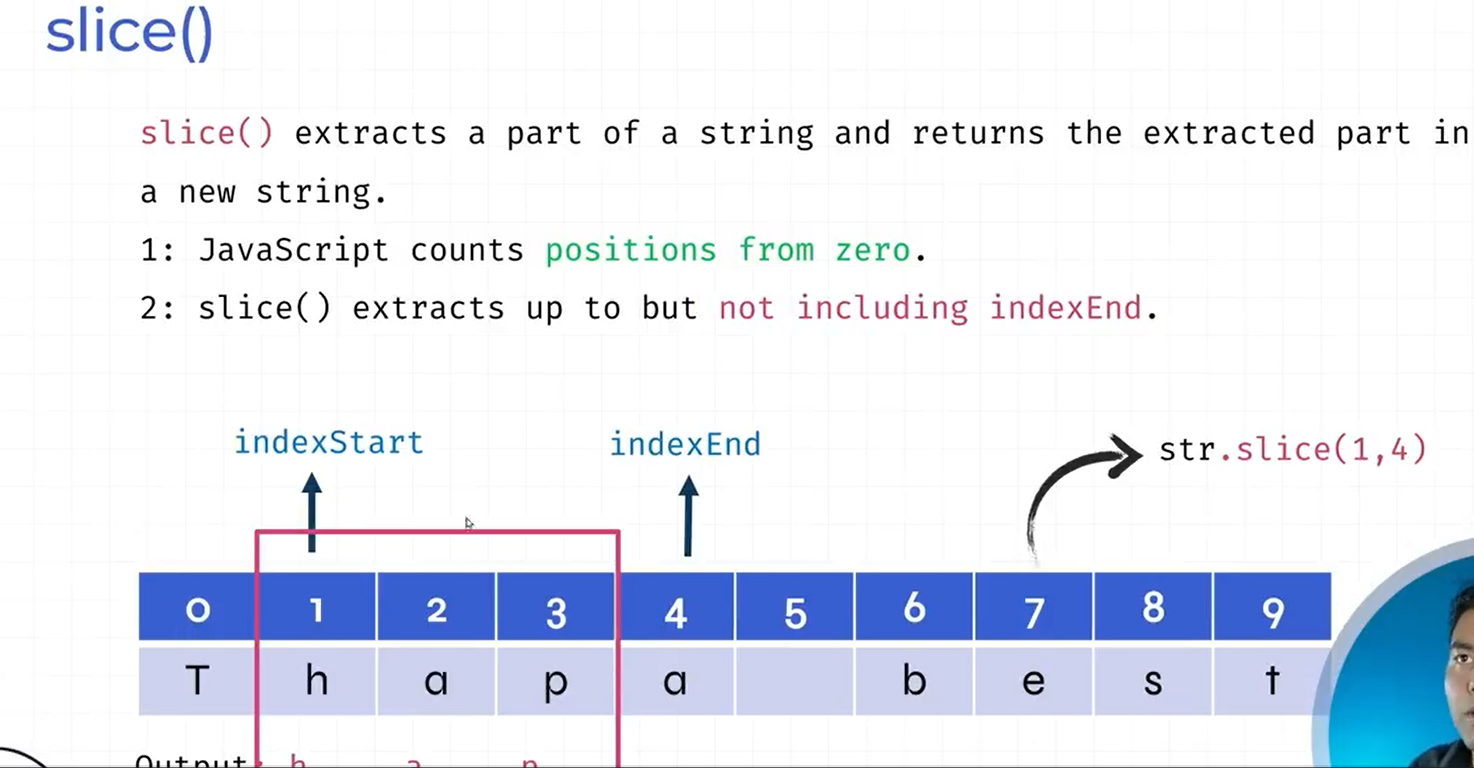 slice()
slice() extracts a part of a string and returns the extracted part in
a new string.
1: JavaScript counts positions from zero.
2: slice() extracts up to but not including indexEnd.
indexStart indexEnd str.slice(1,4)
0 1 2 3 4 5 6 7 8 9
T h a p a b e s t
Output: h a p